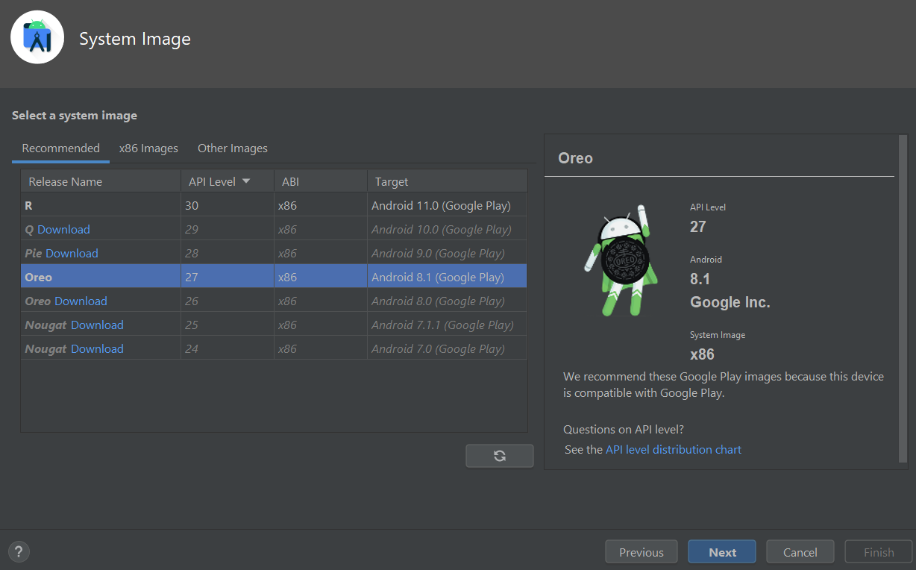 System Image
Select a system image
Recommended x86 Images Other Images
Release Name API Level ABI Target
R 30 x86 Android 11.0 (Google Play)
Q Download 29 x86 Android 10.0 (Google Play)
Pie Download 28 x86 Android 9.0 (Google Play)
Oreo 27 x86 Android 8.1 (Google Play)
Oreo Download 26 x86 Android 8.0 (Google Play)
Nougat Download 25 x86 Android 7.1.1 (Google Play)
Nougat Download 24 x86 Android 7.0 (Google Play)
Oreo
OREO
API Level
27
Android
8.1
Google Inc.
System Image
x86
We recommend these Google Play images because this device
is compatible with Google Play.
Questions on API level?
See the API level distribution chart
? Previous Next Cancel Finish